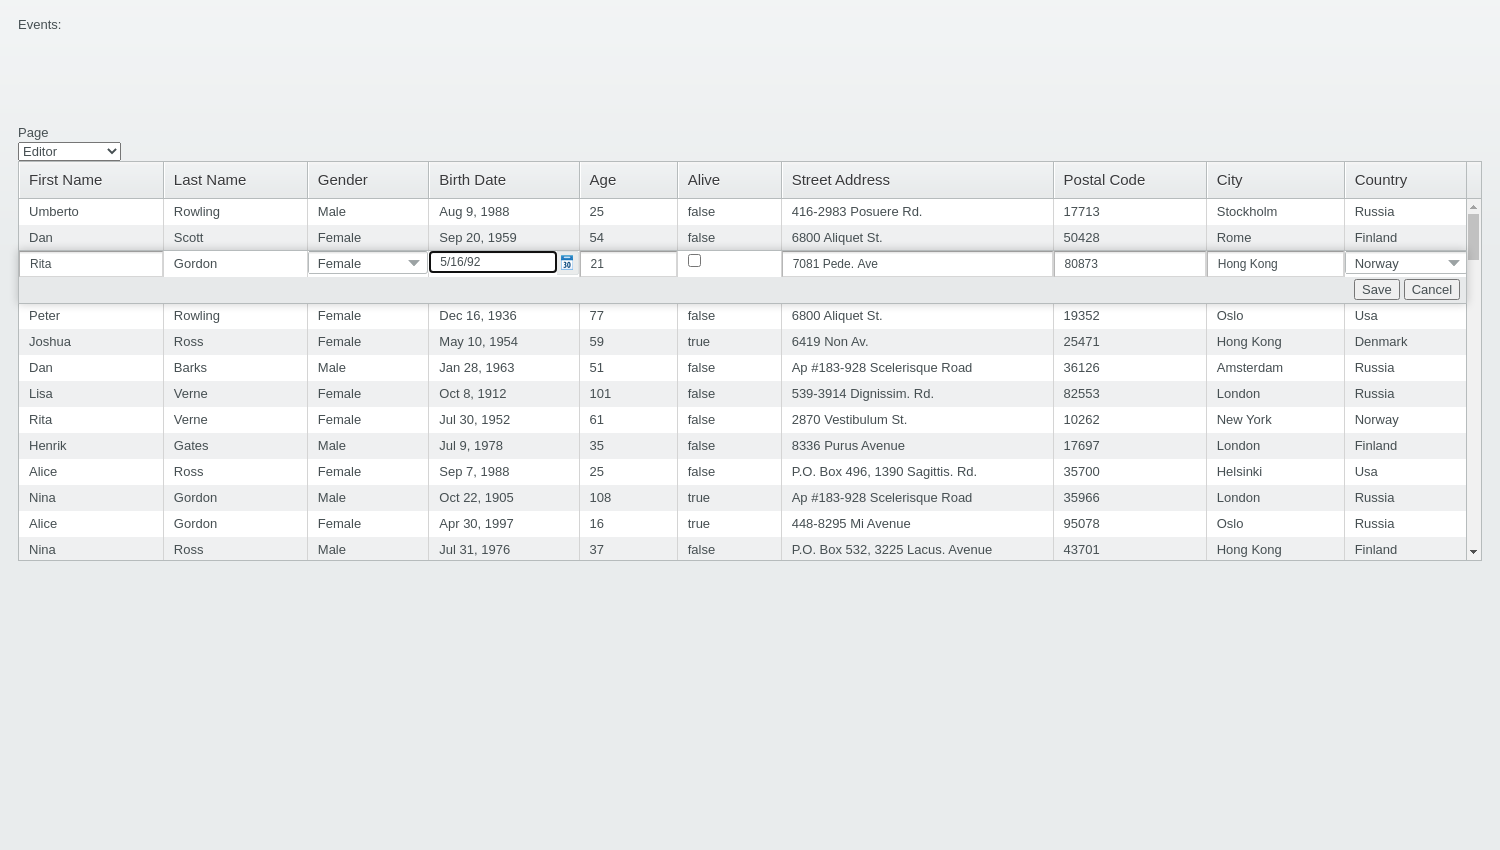 Events:
Page
Editor
First Name Last Name Gender Birth Date Age Alive Street Address Postal Code City Country
Umberto Rowling Male Aug 9, 1988 25 false 416-2983 Posuere Rd. 17713 Stockholm Russia
Dan Scott Female Sep 20, 1959 54 false 6800 Aliquet St. 50428 Rome Finland
Rita Gordon Female 5/16/92 30 21 7081 Pede. Ave 80873 Hong Kong Norway
Save Cancel
Peter Rowling Female Dec 16, 1936 77 false 6800 Aliquet St. 19352 Oslo Usa
Joshua Ross Female May 10, 1954 59 true 6419 Non Av. 25471 Hong Kong Denmark
Dan Barks Male Jan 28, 1963 51 false Ap #183-928 Scelerisque Road 36126 Amsterdam Russia
Lisa Verne Female Oct 8, 1912 101 false 539-3914 Dignissim. Rd. 82553 London Russia
Rita Verne Female Jul 30, 1952 61 false 2870 Vestibulum St. 10262 New York Norway
Henrik Gates Male Jul 9, 1978 35 false 8336 Purus Avenue 17697 London Finland
Alice Ross Female Sep 7, 1988 25 false P.O. Box 496, 1390 Sagittis. Rd. 35700 Helsinki Usa
Nina Gordon Male Oct 22, 1905 108 true Ap #183-928 Scelerisque Road 35966 London Russia
Alice Gordon Female Apr 30, 1997 16 true 448-8295 Mi Avenue 95078 Oslo Russia
Nina Ross Male Jul 31, 1976 37 false P.O. Box 532, 3225 Lacus. Avenue 43701 Hong Kong Finland